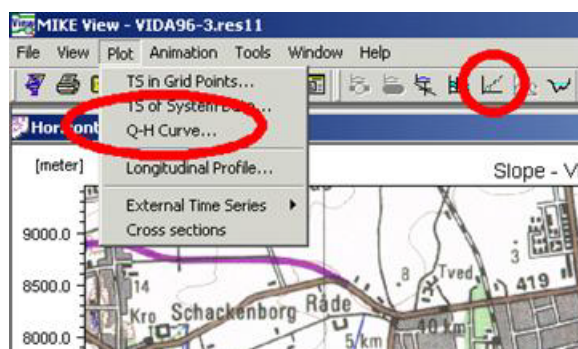 MIKE View - VIDA96-3.res11
File View Plot Animation Tools Window Help
TS in Grid Points...
TS of System Data...
Q-H Curve...
Horizont
[meter]
Longitudinal Profile...
Slope - V
External Time Series
Cross sections
9000.0
8500.0
8000.0
14
8
Tved
3
419
Kro Schackenborg Råde
5 km
40 km